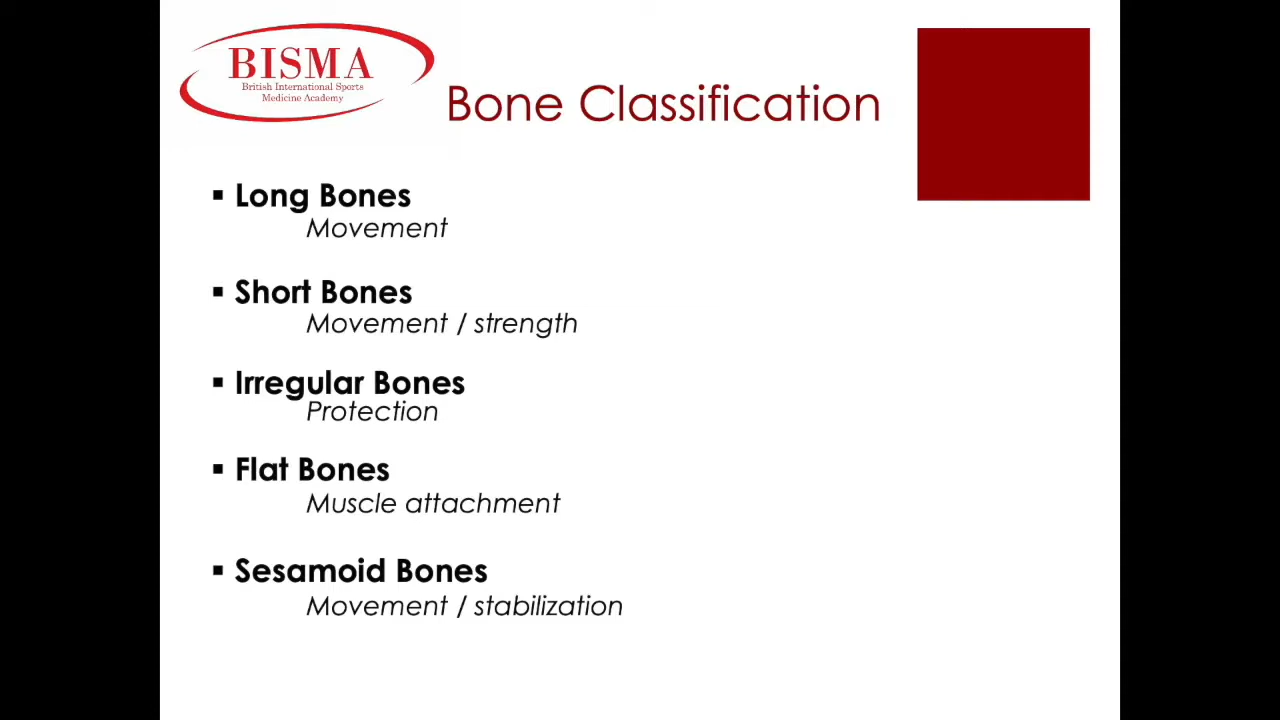 BISMA
British International Sports
Medicine Academy
Bone Classification
▪ Long Bones
Movement
▪ Short Bones
Movement / strength
▪ Irregular Bones
Protection
▪ Flat Bones
Muscle attachment
▪ Sesamoid Bones
Movement / stabilization